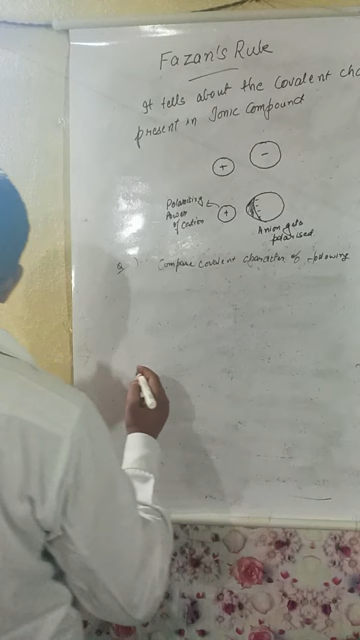 Fazan's Rule
It tells about the Covalent cha
present in Ionic Compound
+
−
Polarising
Power
of Cation
+
Anion gets
polarised
Q 1. Compare covalent character of following